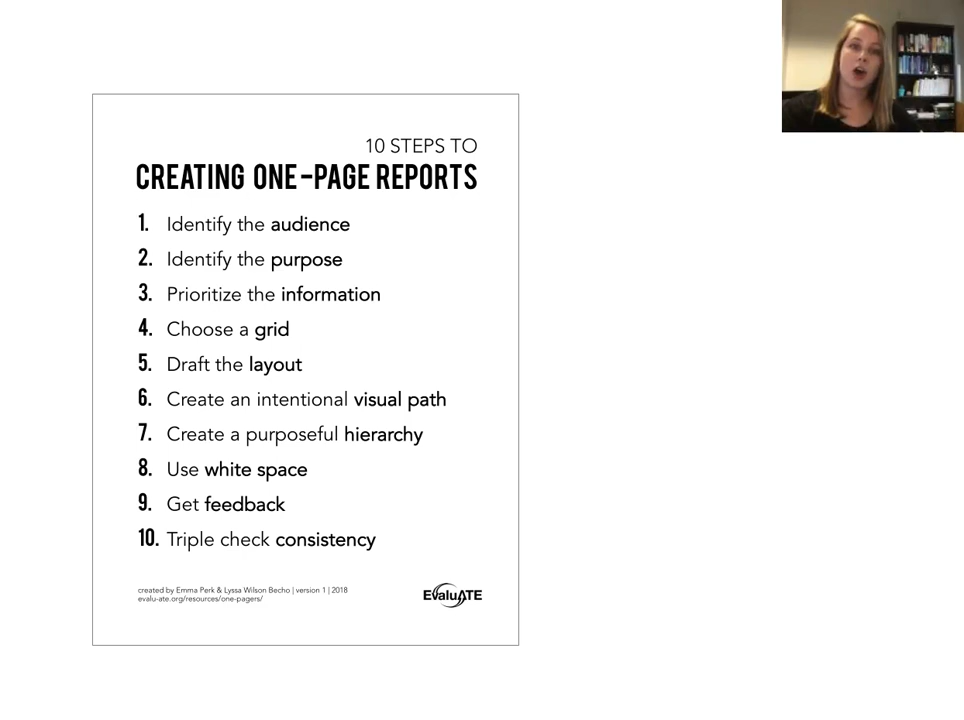 10 STEPS TO
CREATING ONE-PAGE REPORTS
1. Identify the audience
2. Identify the purpose
3. Prioritize the information
4. Choose a grid
5. Draft the layout
6. Create an intentional visual path
7. Create a purposeful hierarchy
8. Use white space
9. Get feedback
10. Triple check consistency
created by Emma Perk & Lyssa Wilson Becho | version 1 | 2018
evalu-ate.org/resources/one-pagers/
EvaluATE